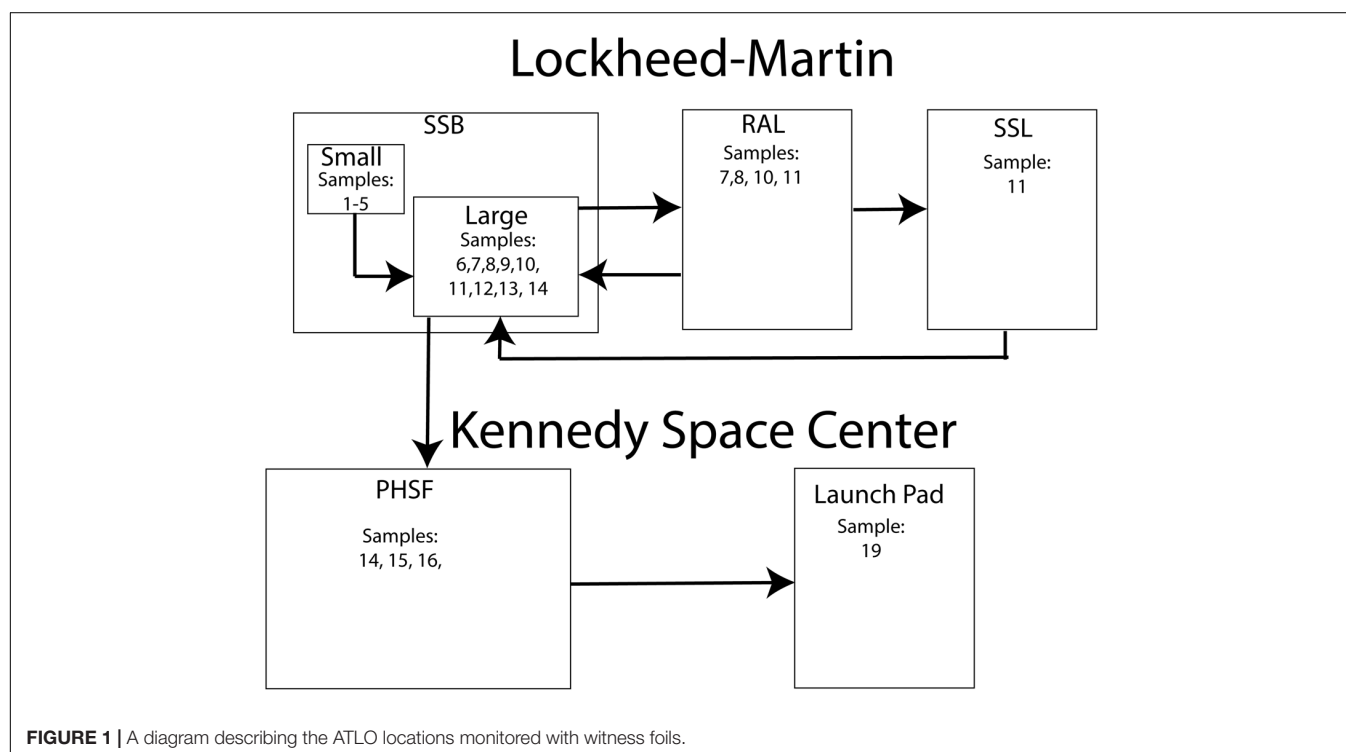 Lockheed-Martin
SSB
Small
Samples:
1-5
Large
Samples:
6,7,8,9,10,
11,12,13, 14
RAL
Samples:
7,8, 10, 11
SSL
Sample:
11
Kennedy Space Center
PHSF
Samples:
14, 15, 16,
Launch Pad
Sample:
19
FIGURE 1 | A diagram describing the ATLO locations monitored with witness foils.